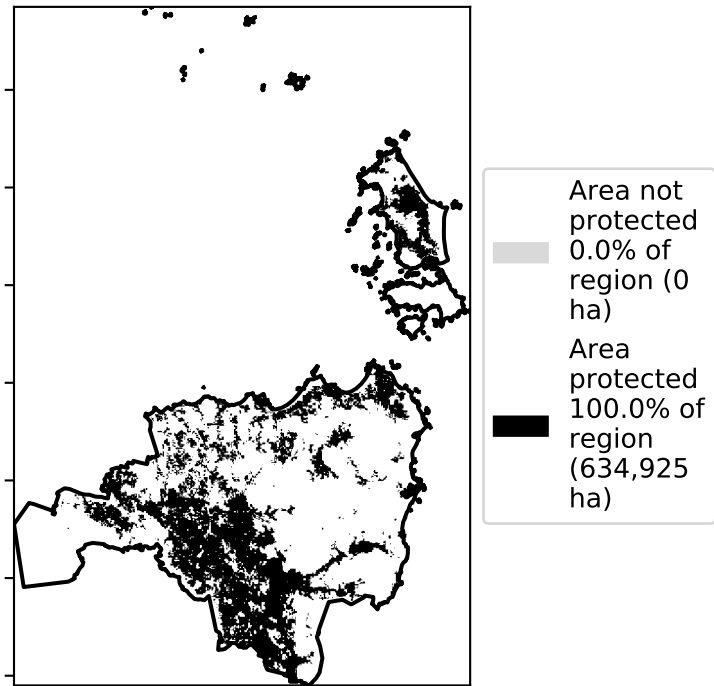 Area not
protected
0.0% of
region (0
ha)
Area
protected
100.0% of
region
(634,925
ha)